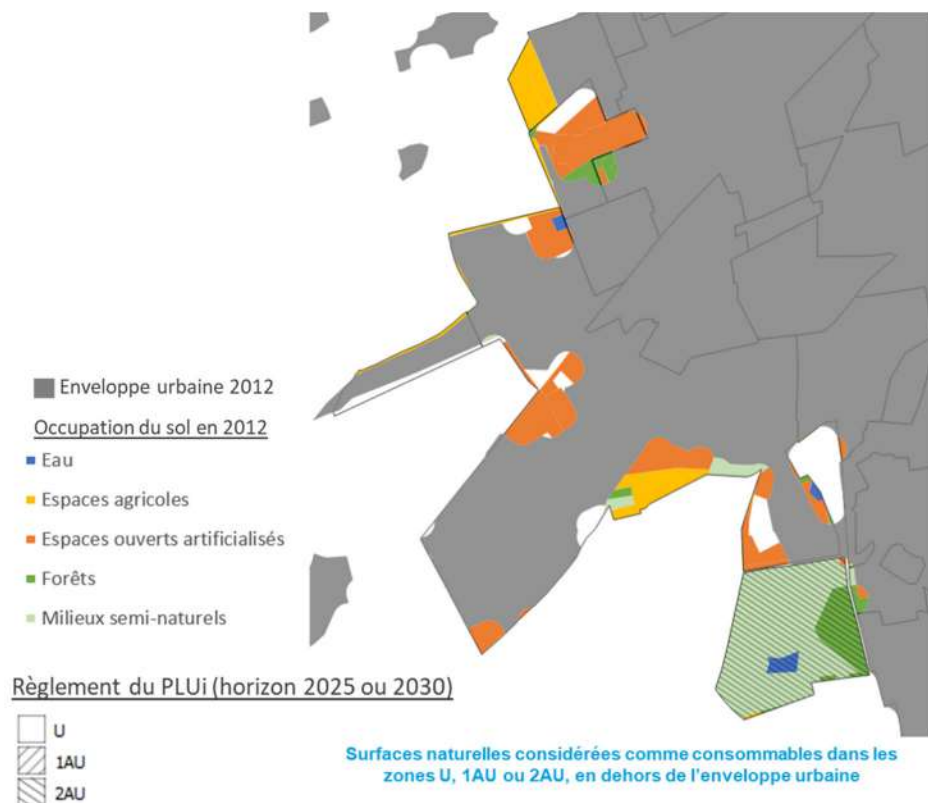 Enveloppe urbaine 2012
Occupation du sol en 2012
Eau
Espaces agricoles
Espaces ouverts artificialisés
Forêts
Milieux semi-naturels
Règlement du PLUi (horizon 2025 ou 2030)
U
1AU
2AU
Surfaces naturelles considérées comme consommables dans les
zones U, 1AU ou 2AU, en dehors de l'enveloppe urbaine